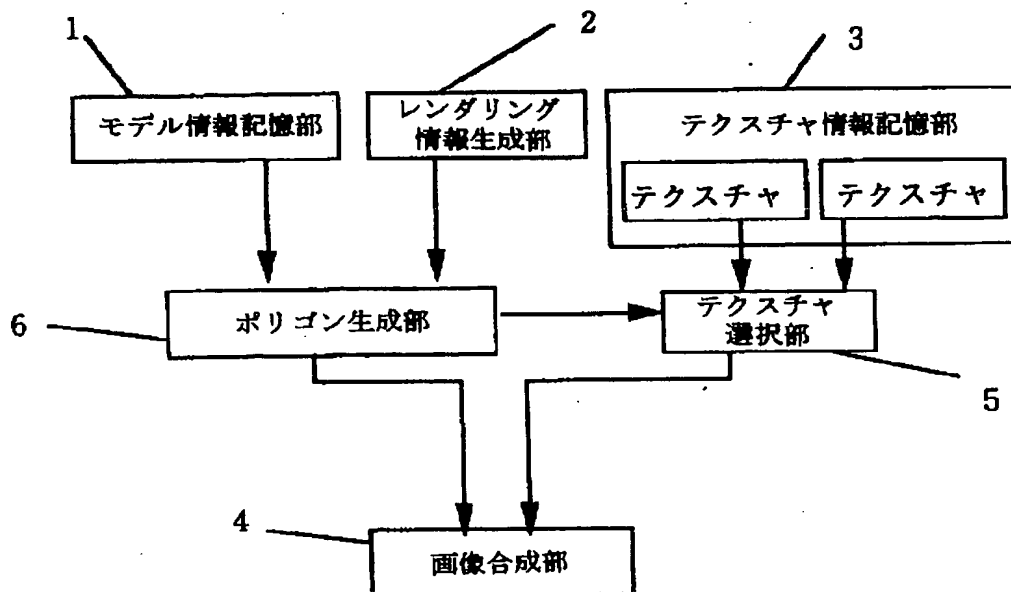 1
2
3
モデル情報記憶部
レンダリング
情報生成部
テクスチャ情報記憶部
テクスチャ
テクスチャ
6
ポリゴン生成部
テクスチャ
選択部
5
4
画像合成部